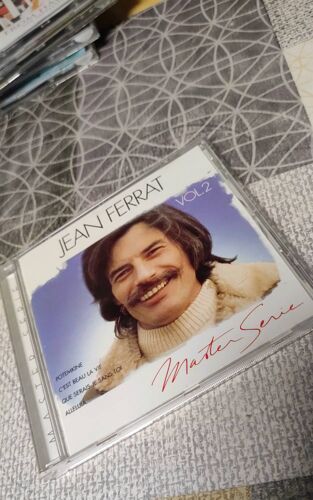 JEAN FERRAT
VOL.2
POTEMKINE
C'EST BEAU LA VIE
QUE SERAIS-JE SANS TOI
ALLELUIA
Master Serie